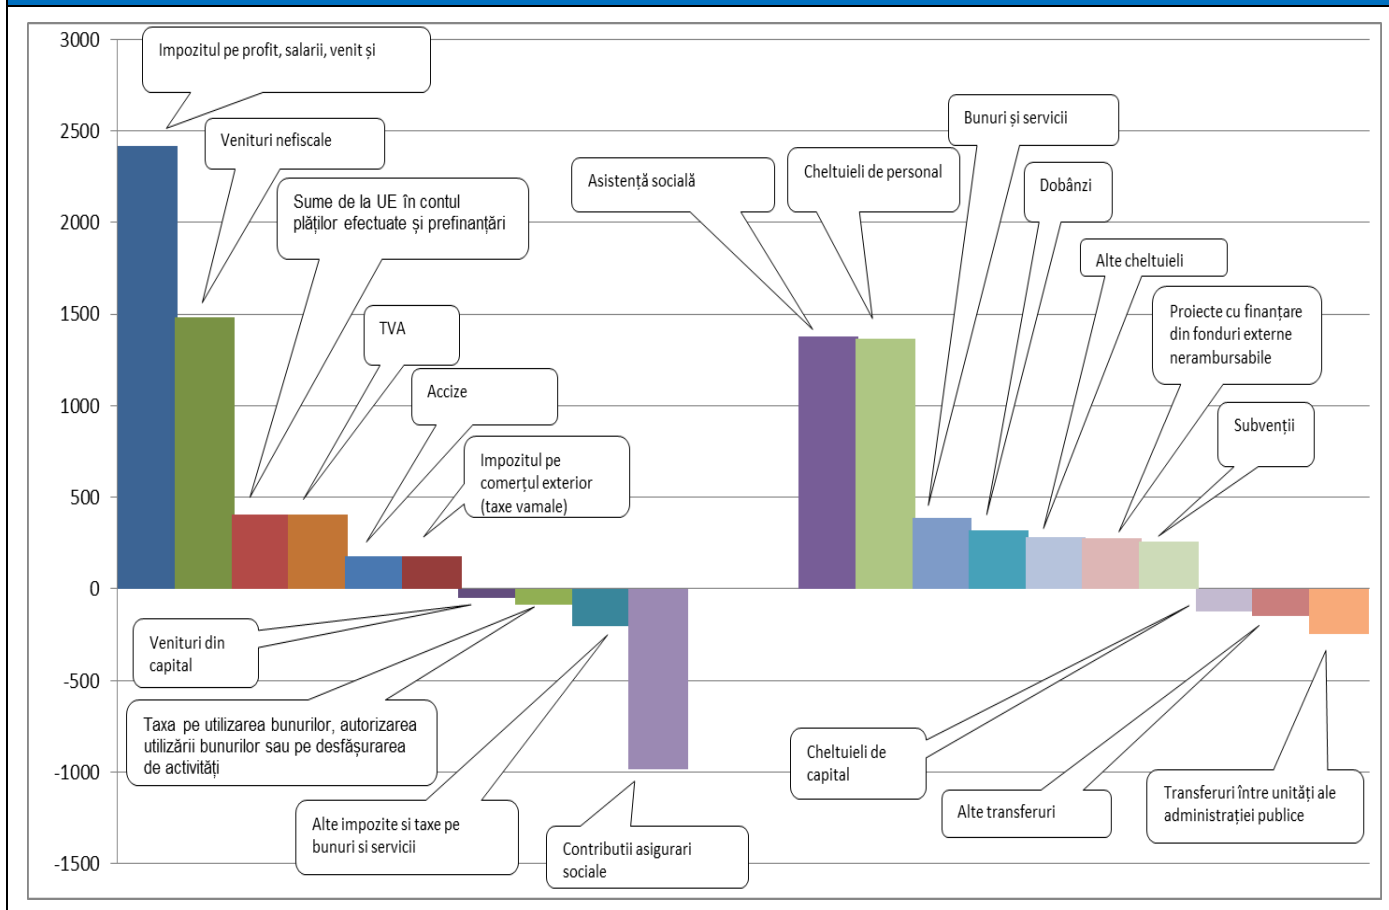 3000
2500
2000
1500
1000
500
0
-500
-1000
-1500
Impozitul pe profit, salarii, venit și
Venituri nefiscale
Sume de la UE în contul
plăților efectuate și prefinanțări
TVA
Accize
Impozitul pe
comerțul exterior
(taxe vamale)
Venituri din
capital
Taxa pe utilizarea bunurilor, autorizarea
utilizării bunurilor sau pe desfășurarea
de activități
Alte impozite si taxe pe
bunuri si servicii
Contributii asigurari
sociale
Asistență socială
Cheltuieli de personal
Bunuri și servicii
Dobânzi
Alte cheltuieli
Proiecte cu finanțare
din fonduri externe
nerambursabile
Subvenții
Cheltuieli de
capital
Alte transferuri
Transferuri între unități ale
administrației publice